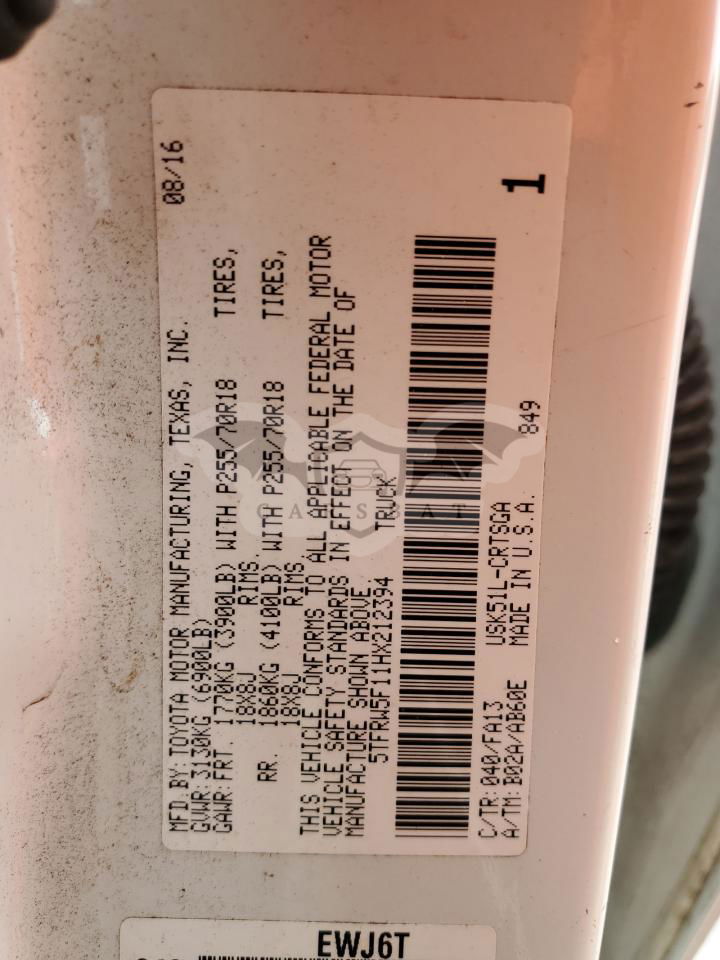 08/16
MFD.BY:TOYOTA MOTOR MANUFACTURING, TEXAS, INC.
GVWR:3130KG (6900LB)
GAWR:FRT. 1770KG (3900LB) WITH P255/70R18 TIRES,
18X8J RIMS,
RR. 1860KG (4100LB) WITH P255/70R18 TIRES,
18X8J RIMS,
THIS VEHICLE CONFORMS TO ALL APPLICABLE FEDERAL MOTOR
VEHICLE SAFETY STANDARDS IN EFFECT ON THE DATE OF
MANUFACTURE SHOWN ABOVE.
5TFRW5F11HX212394 TRUCK
1
C/TR:040/FA13 USK51L-CRTSGA 849
A/TM:B02A/AB60E MADE IN U.S.A.
CARSBAT
EWJ6T